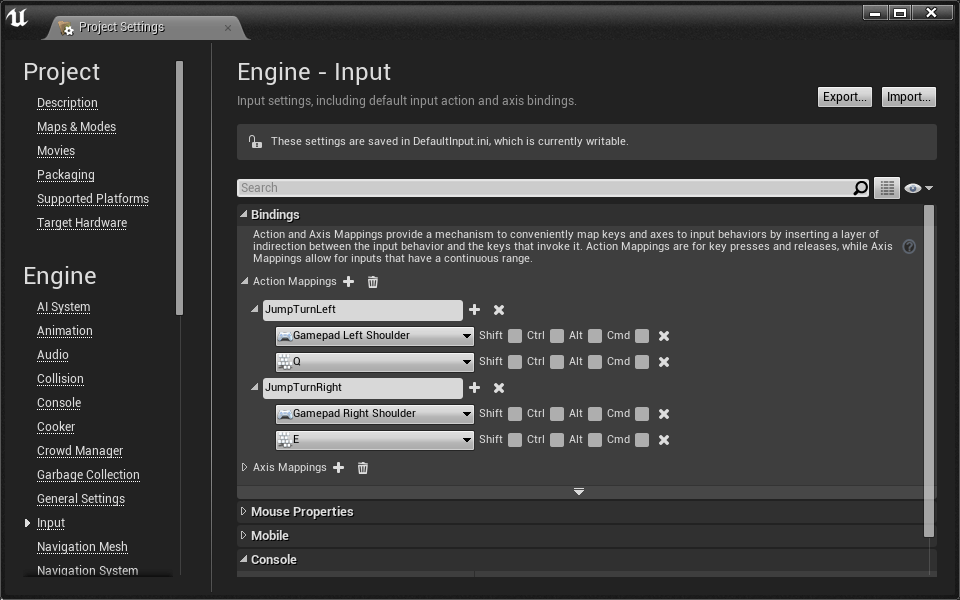 Project Settings
Project
Description
Maps & Modes
Movies
Packaging
Supported Platforms
Target Hardware
Engine
AI System
Animation
Audio
Collision
Console
Cooker
Crowd Manager
Garbage Collection
General Settings
Input
Navigation Mesh
Navigation System
Engine - Input
Input settings, including default input action and axis bindings.
Export...
Import...
These settings are saved in DefaultInput.ini, which is currently writable.
Search
Bindings
Action and Axis Mappings provide a mechanism to conveniently map keys and axes to input behaviors by inserting a layer of
indirection between the input behavior and the keys that invoke it. Action Mappings are for key presses and releases, while Axis
Mappings allow for inputs that have a continuous range.
Action Mappings
JumpTurnLeft
Gamepad Left Shoulder Shift Ctrl Alt Cmd
Q Shift Ctrl Alt Cmd
JumpTurnRight
Gamepad Right Shoulder Shift Ctrl Alt Cmd
E Shift Ctrl Alt Cmd
Axis Mappings
Mouse Properties
Mobile
Console